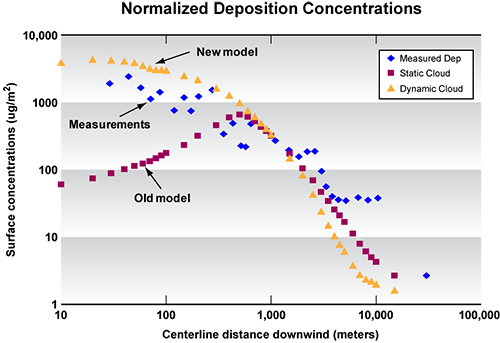 Normalized Deposition Concentrations
10,000
1000
100
10
1
Surface concentrations (ug/m²)
New model
Measurements
Old model
Measured Dep
Static Cloud
Dynamic Cloud
10
100
1,000
10,000
100,000
Centerline distance downwind (meters)